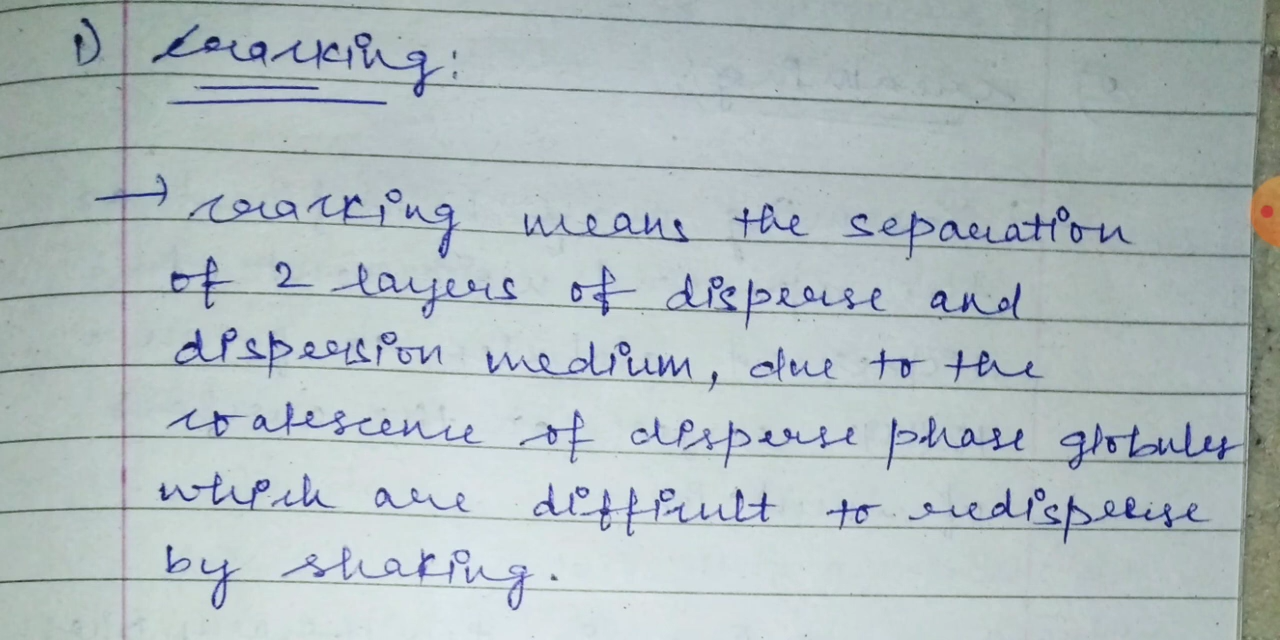 1) Cracking:
→ cracking means the separation
of 2 layers of disperse and
dispersion medium, due to the
coalescence of disperse phase globules
which are difficult to redisperse
by shaking.